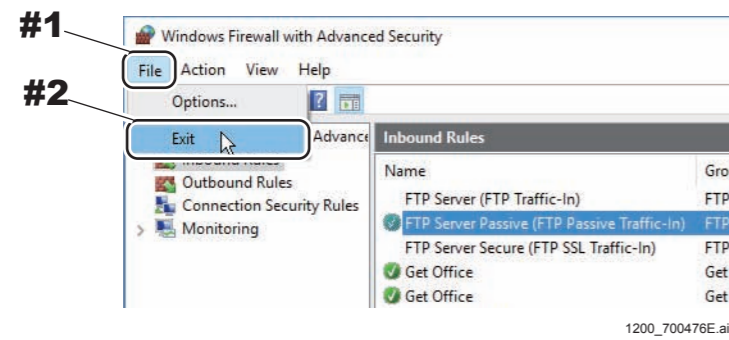 #1
Windows Firewall with Advanced Security
File Action View Help
#2
Options...
Exit
Advance
Inbound Rules
Inbound Rules
Outbound Rules
Connection Security Rules
Monitoring
Name Gro
FTP Server (FTP Traffic-In) FTP
FTP Server Passive (FTP Passive Traffic-In) FTP
FTP Server Secure (FTP SSL Traffic-In) FTP
Get Office Get
Get Office Get
1200_700476E.ai